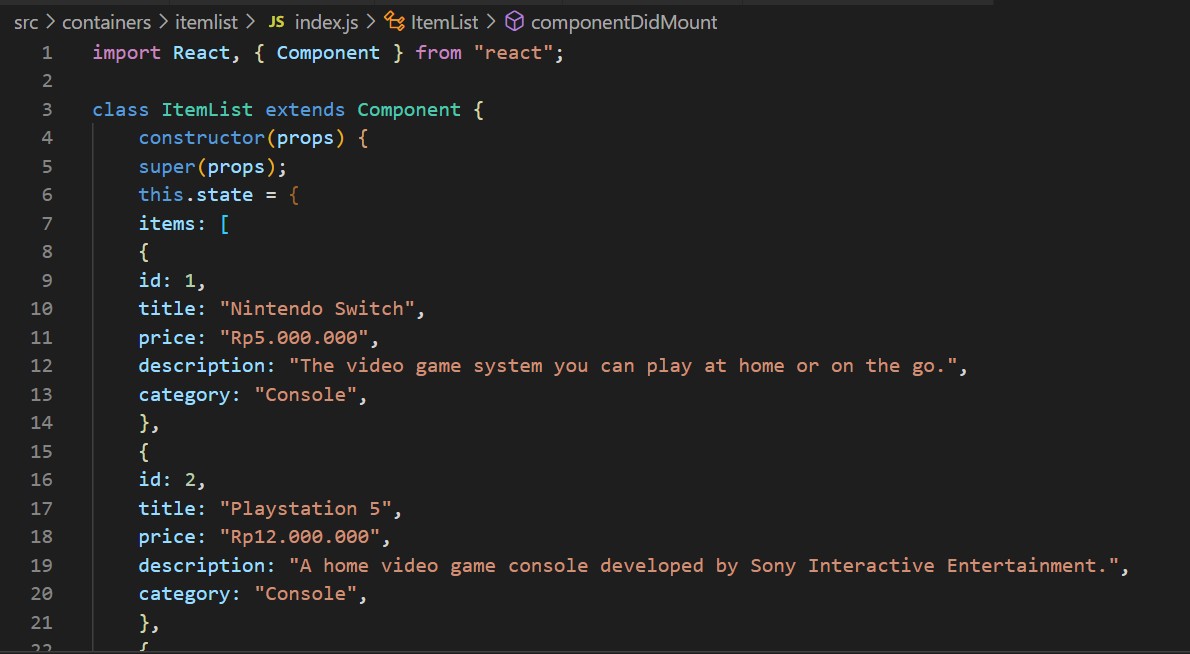 src > containers > itemlist > JS index.js > ItemList > componentDidMount
1 import React, { Component } from "react";
2
3 class ItemList extends Component {
4 constructor(props) {
5 super(props);
6 this.state = {
7 items: [
8 {
9 id: 1,
10 title: "Nintendo Switch",
11 price: "Rp5.000.000",
12 description: "The video game system you can play at home or on the go.",
13 category: "Console",
14 },
15 {
16 id: 2,
17 title: "Playstation 5",
18 price: "Rp12.000.000",
19 description: "A home video game console developed by Sony Interactive Entertainment.",
20 category: "Console",
21 },
22 {